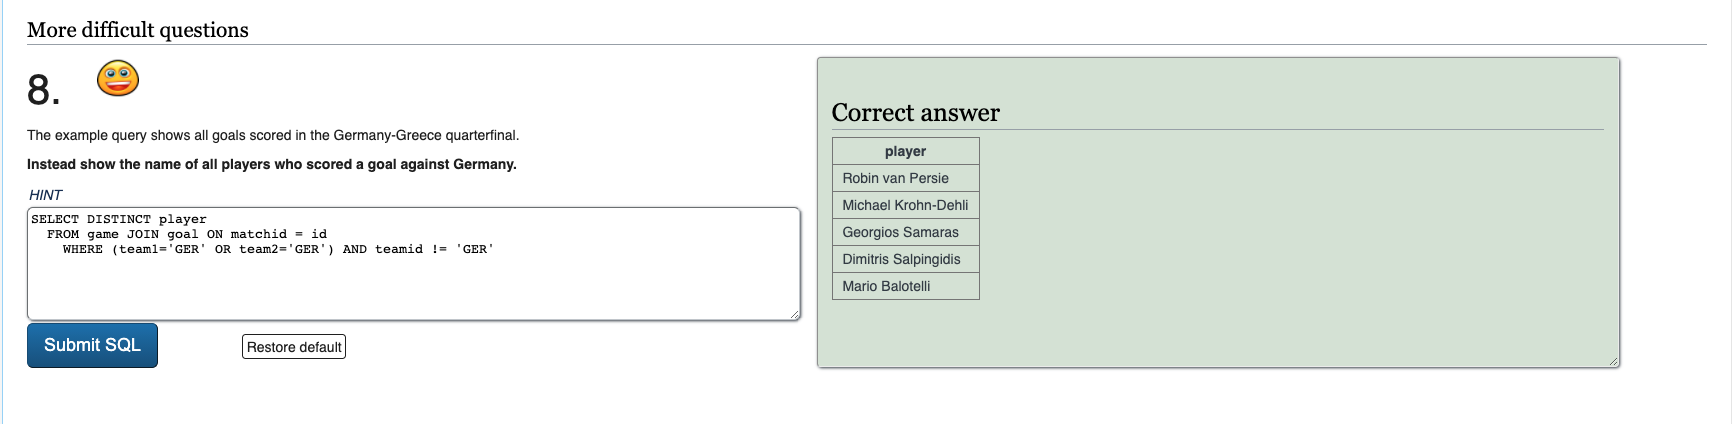 More difficult questions
8.
The example query shows all goals scored in the Germany-Greece quarterfinal.
Instead show the name of all players who scored a goal against Germany.
HINT
SELECT DISTINCT player
FROM game JOIN goal ON matchid = id
WHERE (team1='GER' OR team2='GER') AND teamid != 'GER'
Submit SQL
Restore default
Correct answer
player
Robin van Persie
Michael Krohn-Dehli
Georgios Samaras
Dimitris Salpingidis
Mario Balotelli